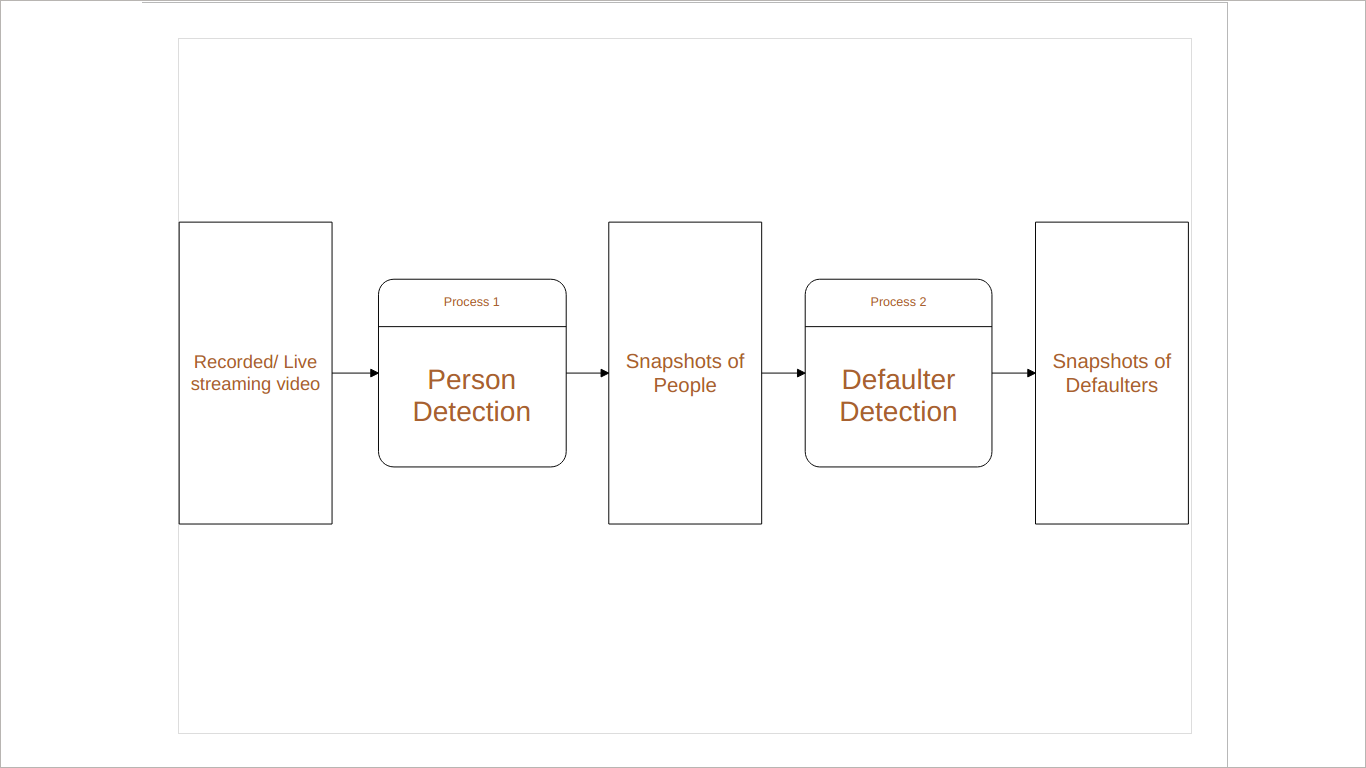 Recorded/ Live
streaming video
Process 1
Person
Detection
Snapshots of
People
Process 2
Defaulter
Detection
Snapshots of
Defaulters